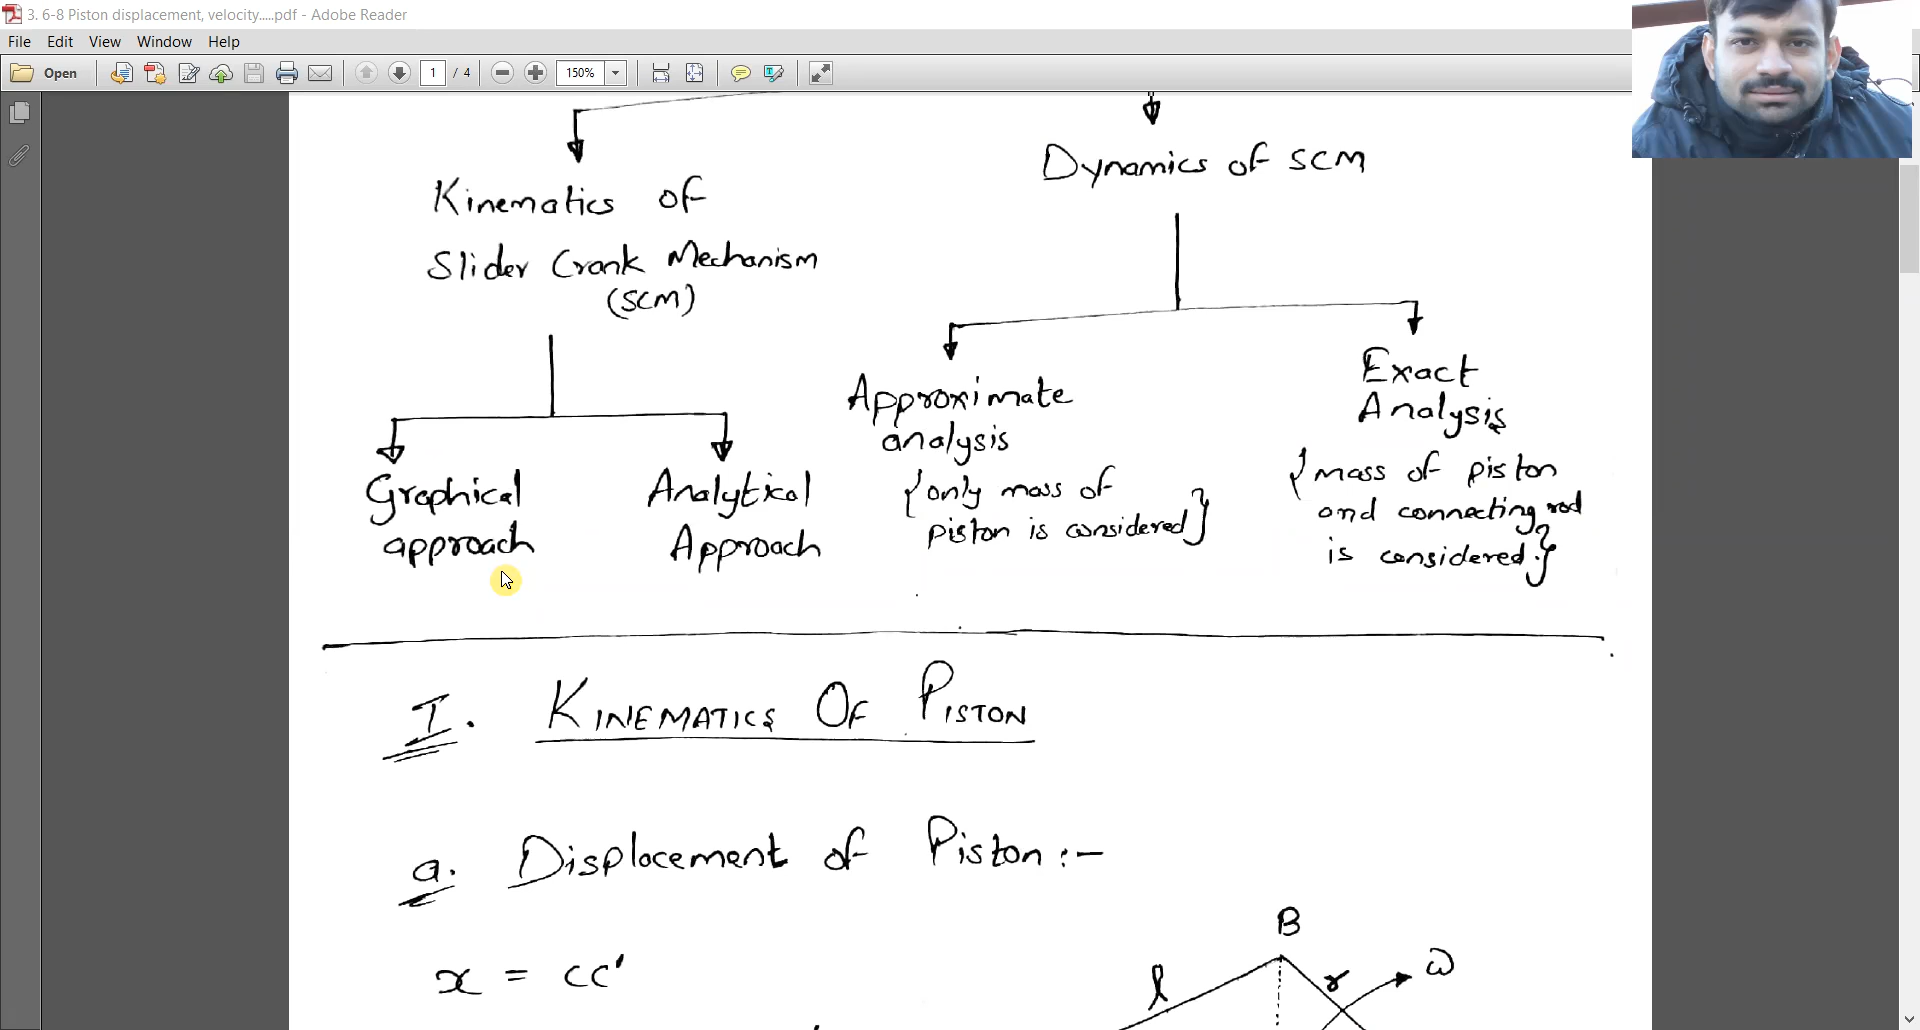 3. 6-8 Piston displacement, velocity.....pdf - Adobe Reader
File Edit View Window Help
Open 1 / 4 150%
Kinematics of
Slider Crank Mechanism
(SCM)
Graphical
approach
Analytical
Approach
Dynamics of SCM
Approximate
analysis
{only mass of
piston is considered}
Exact
Analysis
{mass of piston
and connecting rod
is considered.}
I. KINEMATICS OF PISTON
a. Displacement of Piston :-
x = CC'
B
l
r
ω